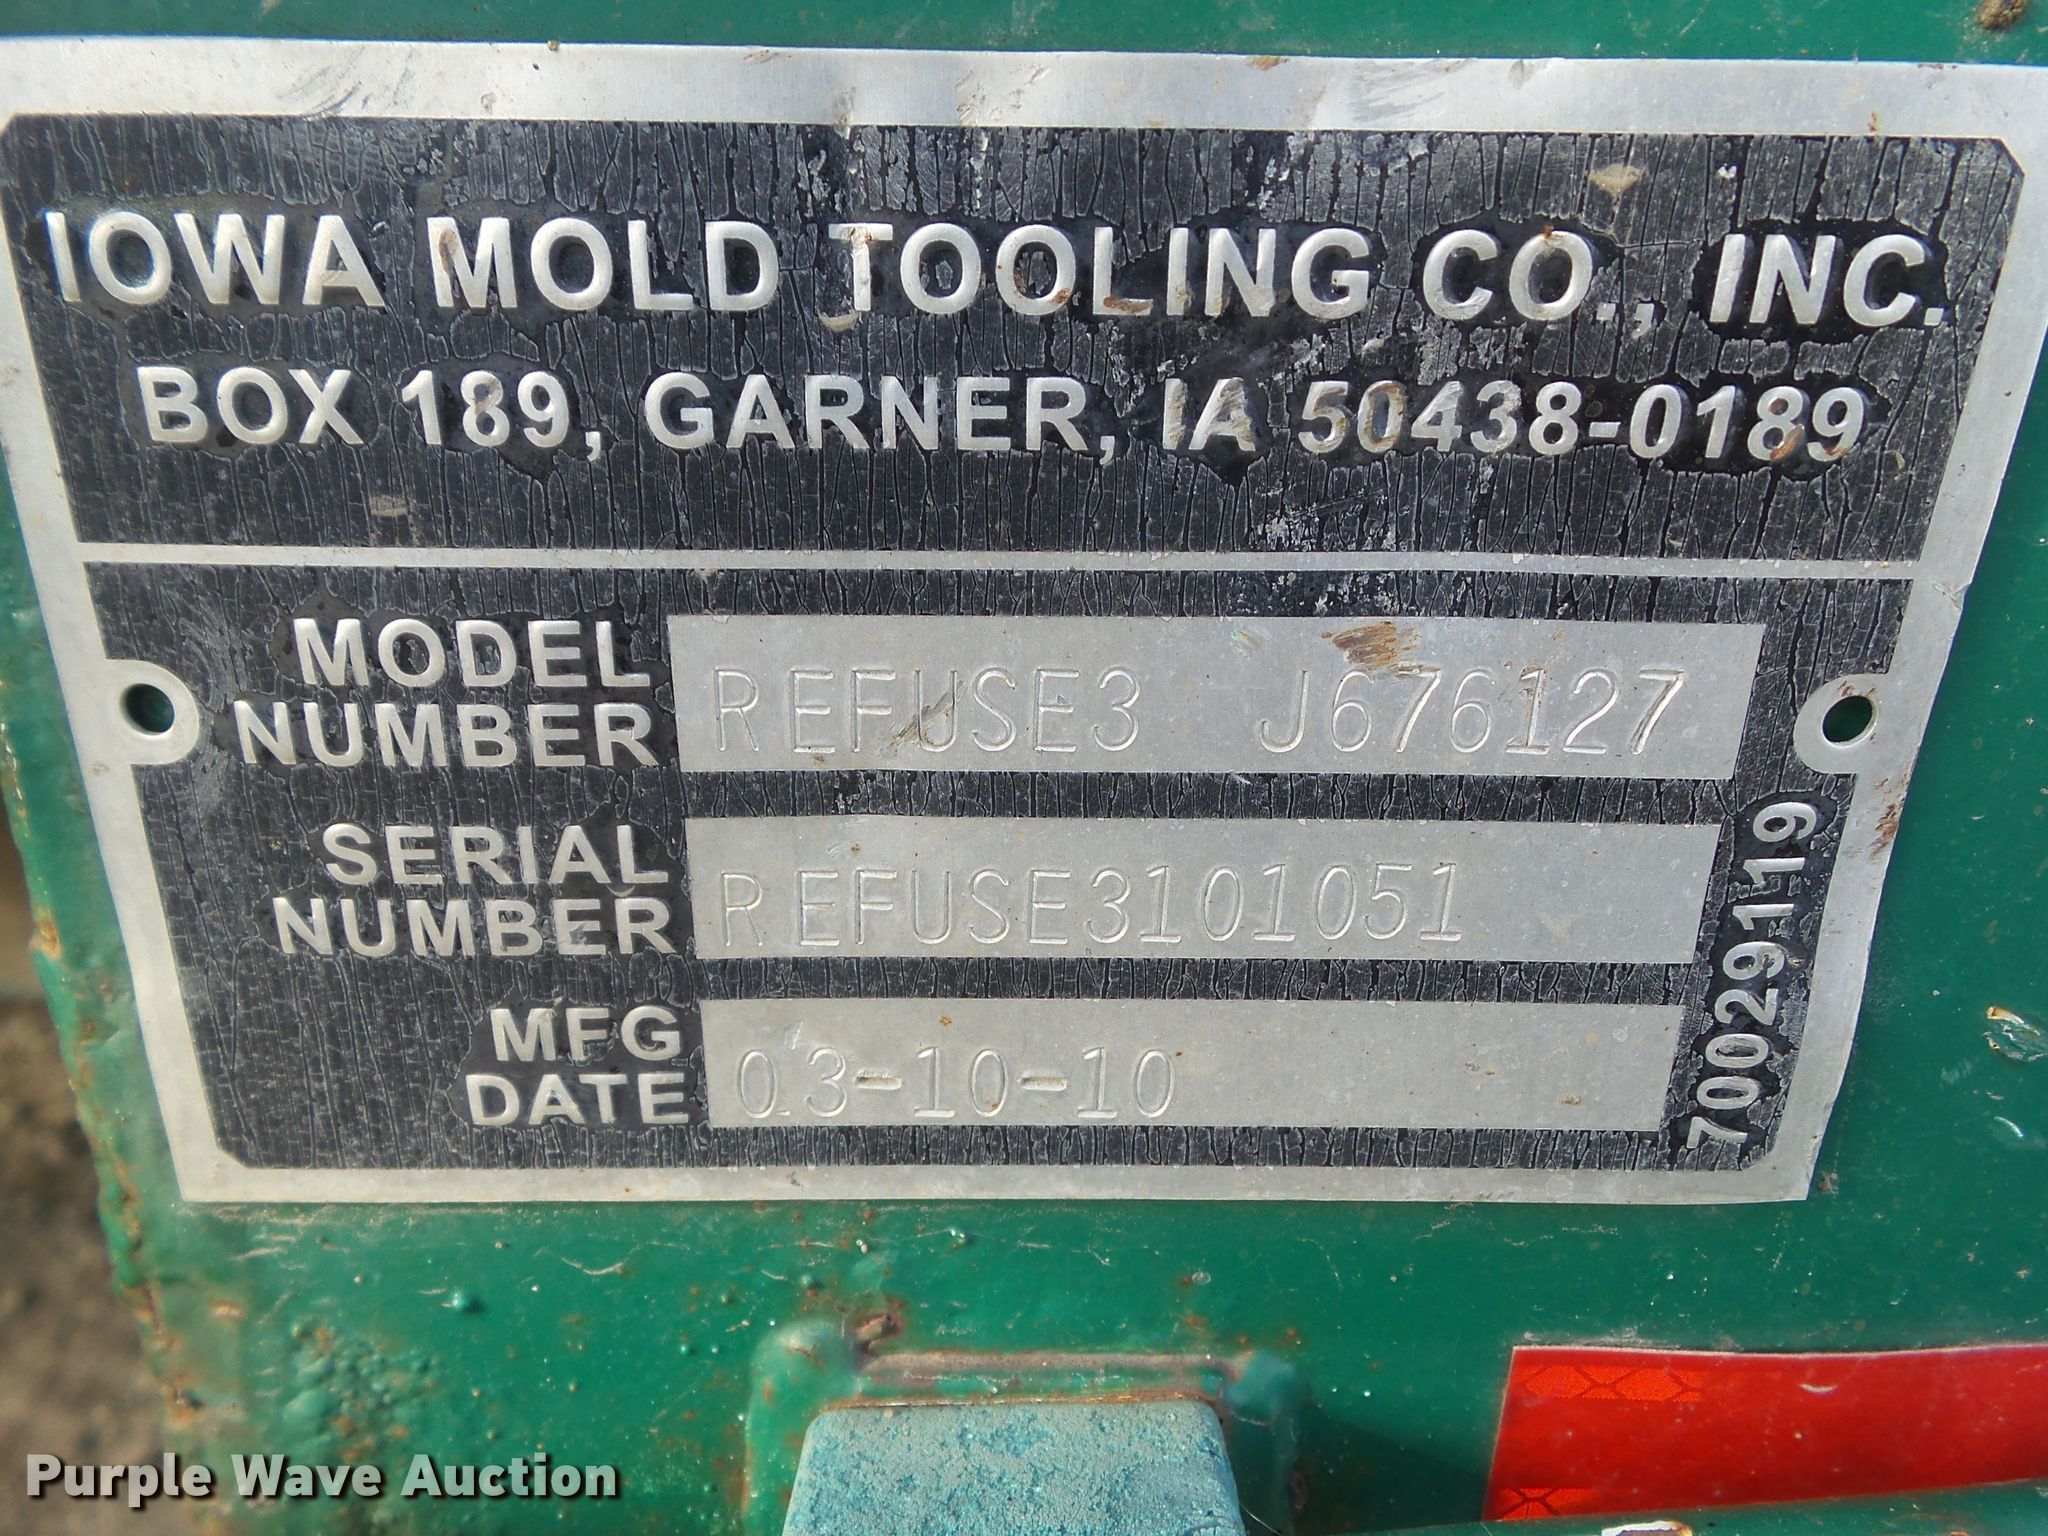 IOWA MOLD TOOLING CO., INC.
BOX 189, GARNER, IA 50438-0189
MODEL NUMBER REFUSE3 J676127
SERIAL NUMBER REFUSE3101051
MFG DATE 03-10-10
70029119
Purple Wave Auction